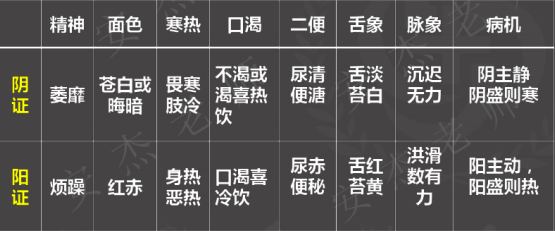 精神 面色 寒热 口渴 二便 舌象 脉象 病机
阴证 萎靡 苍白或晦暗 畏寒肢冷 不渴或渴喜热饮 尿清便溏 舌淡苔白 沉迟无力 阴主静 阴盛则寒
阳证 烦躁 红赤 身热恶热 口渴喜冷饮 尿赤便秘 舌红苔黄 洪滑数有力 阳主动，阳盛则热
安杰老师